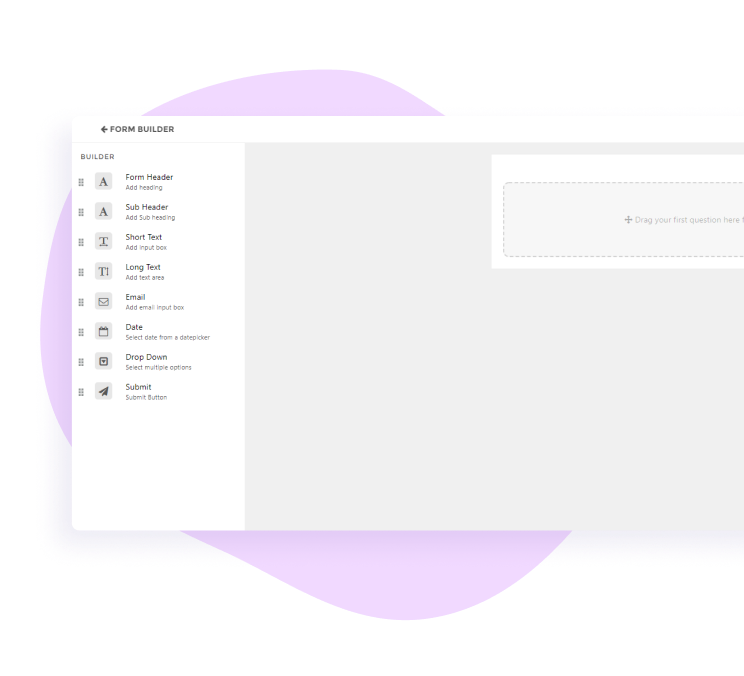 FORM BUILDER
BUILDER
Form Header
Add heading
Sub Header
Add Sub heading
Short Text
Add input box
Long Text
Add text area
Email
Add email input box
Date
Select date from a datepicker
Drop Down
Select multiple options
Submit
Submit Button
Drag your first question here